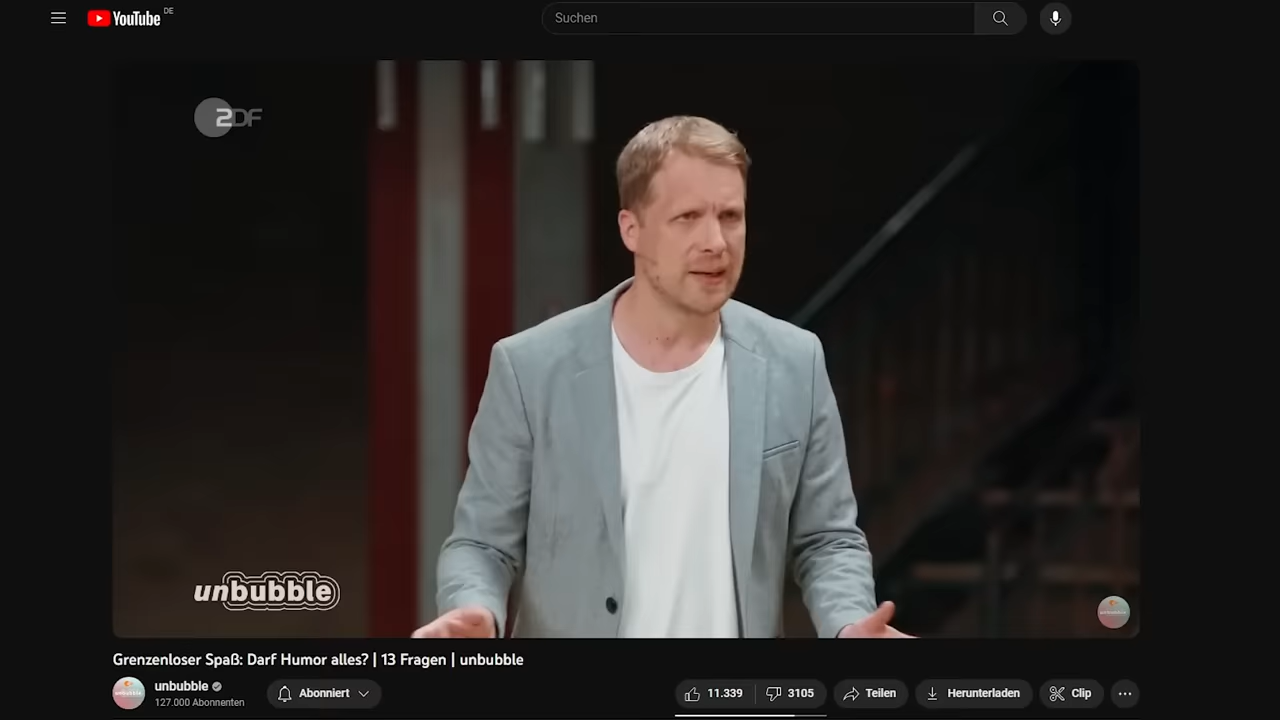 YouTube DE
Suchen
ZDF
unbubble
Grenzenloser Spaß: Darf Humor alles? | 13 Fragen | unbubble
unbubble
127.000 Abonnenten
Abonniert
11.339
3105
Teilen
Herunterladen
Clip